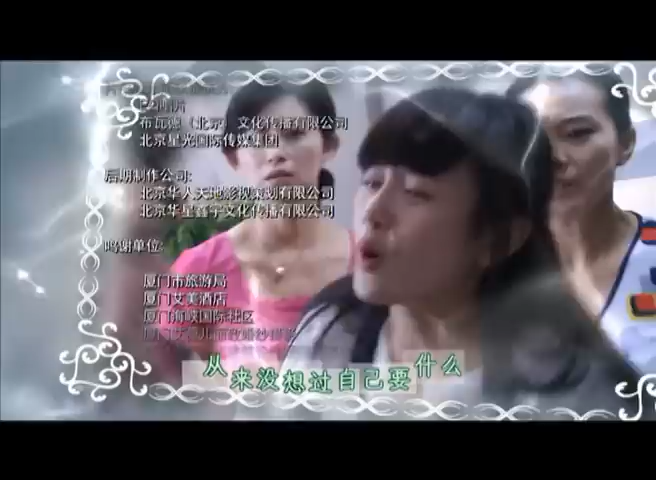 布瓦德（北京）文化传播有限公司
北京星光国际传媒集团
后期制作公司:
北京华人天地影视策划有限公司
北京华星鑫宇文化传播有限公司
鸣谢单位:
厦门市旅游局
厦门艾美酒店
厦门海峡国际社区
从来没想过自己要什么